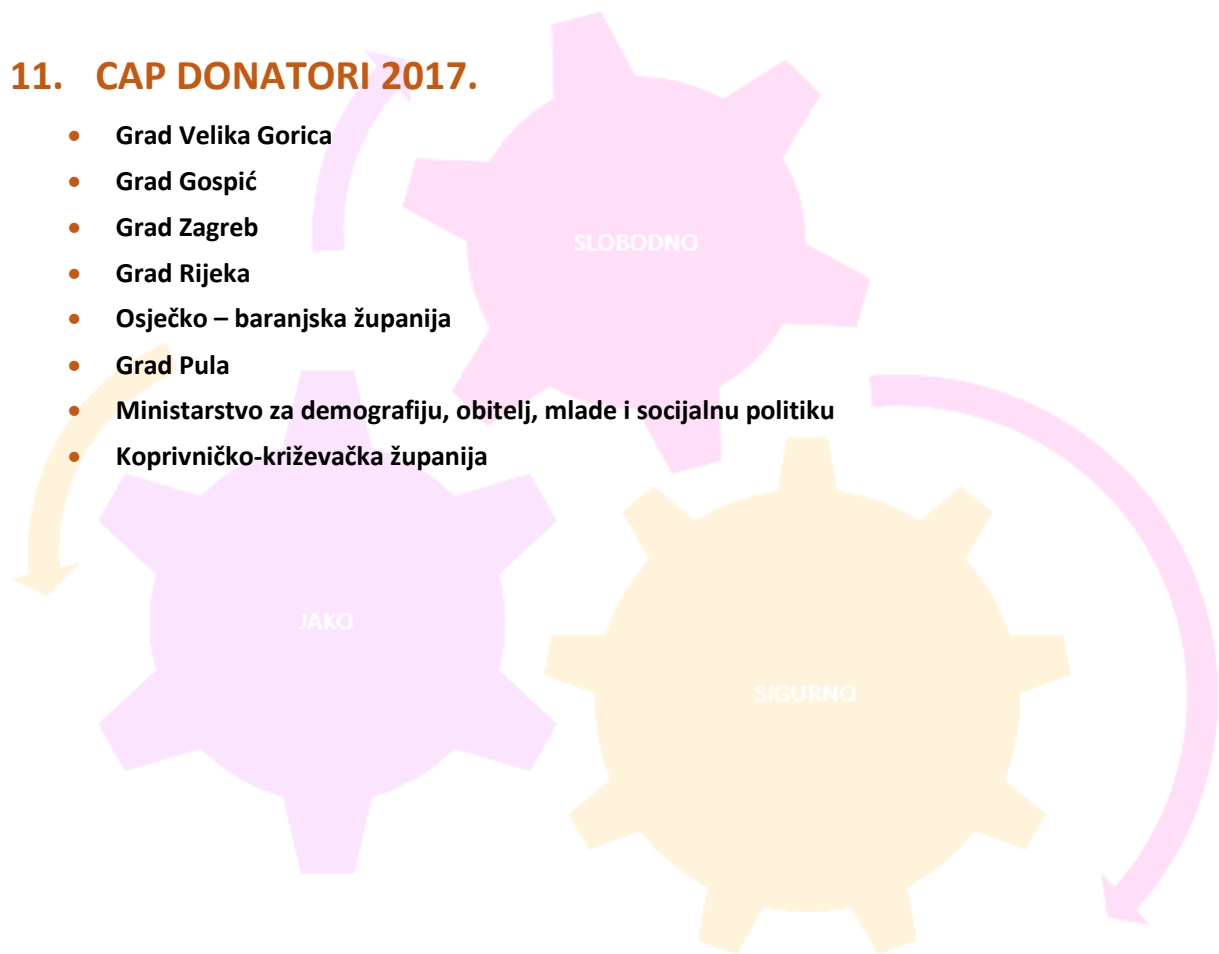 11. CAP DONATORI 2017.
• Grad Velika Gorica
• Grad Gospić
• Grad Zagreb
• Grad Rijeka
• Osječko – baranjska županija
• Grad Pula
• Ministarstvo za demografiju, obitelj, mlade i socijalnu politiku
• Koprivničko-križevačka županija
SLOBODNO
JAKO
SIGURNO